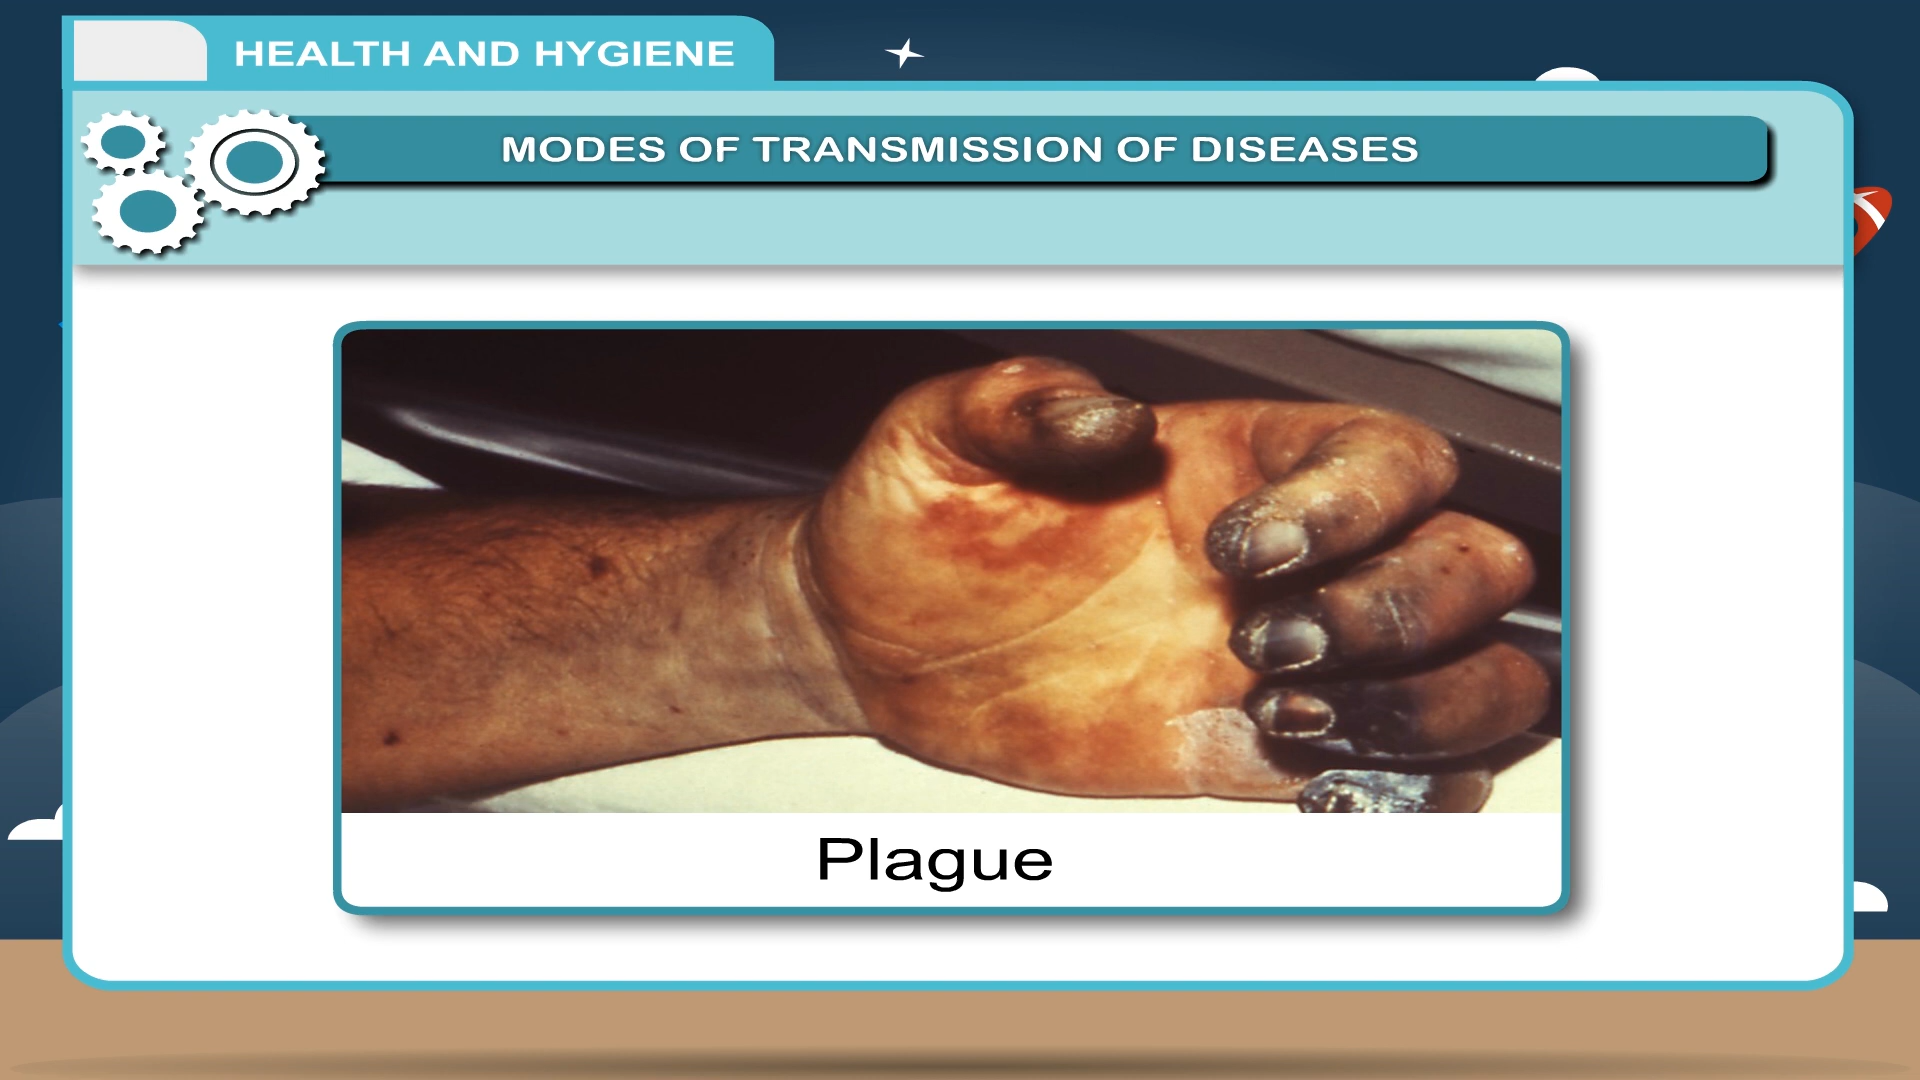 HEALTH AND HYGIENE
MODES OF TRANSMISSION OF DISEASES
Plague